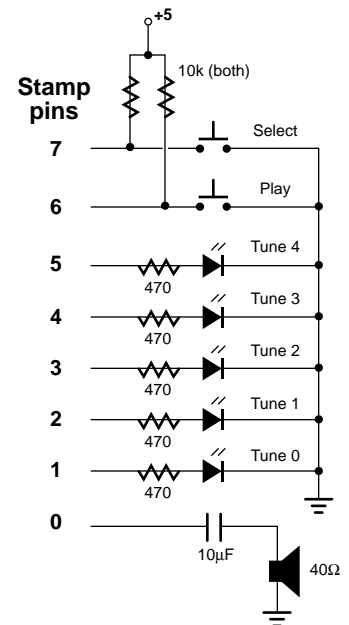 +5
10k (both)
Stamp
pins
7
Select
6
Play
5
Tune 4
470
4
Tune 3
470
3
Tune 2
470
2
Tune 1
470
1
Tune 0
470
0
10µF
40Ω